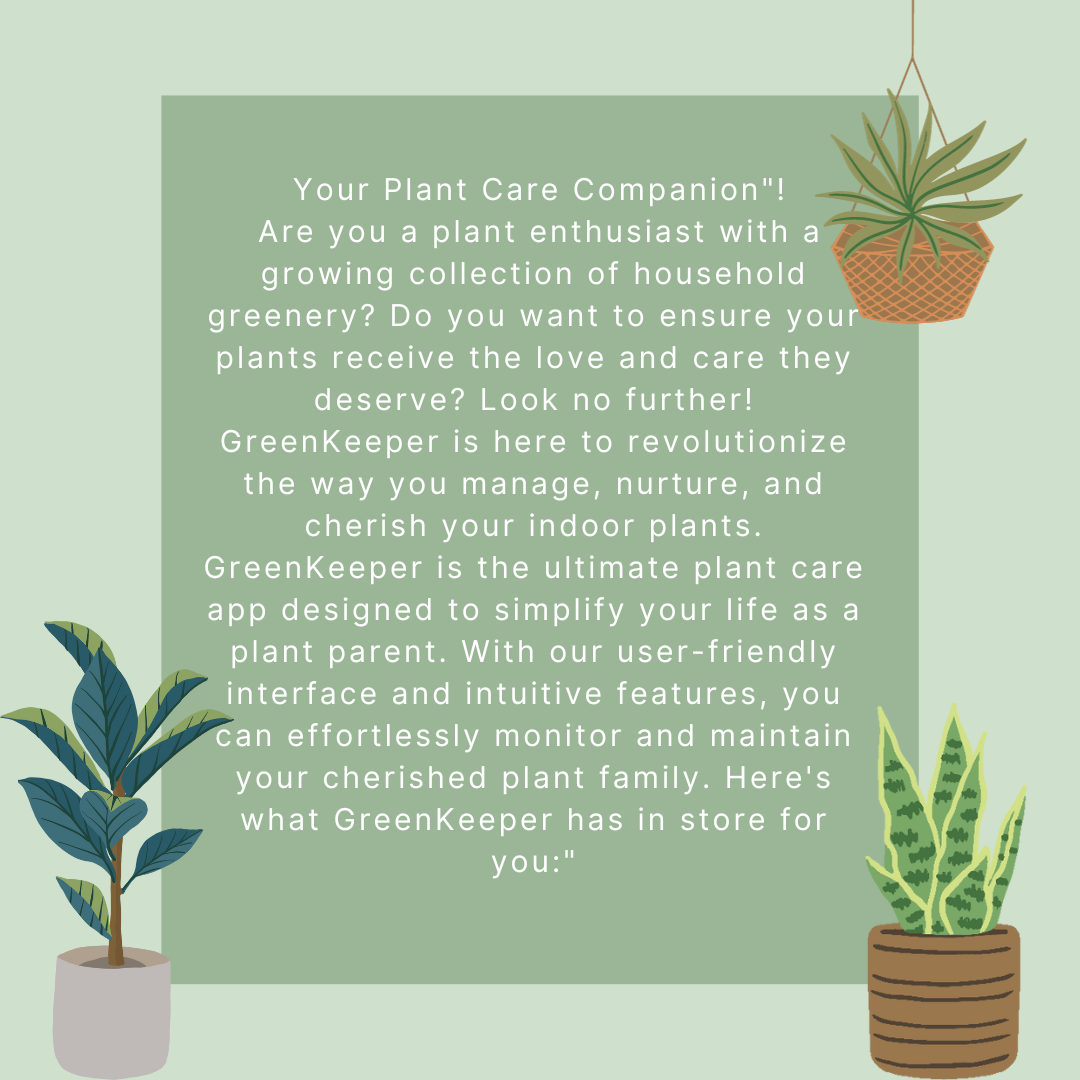 Your Plant Care Companion"!
Are you a plant enthusiast with a
growing collection of household
greenery? Do you want to ensure your
plants receive the love and care they
deserve? Look no further!
GreenKeeper is here to revolutionize
the way you manage, nurture, and
cherish your indoor plants.
GreenKeeper is the ultimate plant care
app designed to simplify your life as a
plant parent. With our user-friendly
interface and intuitive features, you
can effortlessly monitor and maintain
your cherished plant family. Here's
what GreenKeeper has in store for
you:"